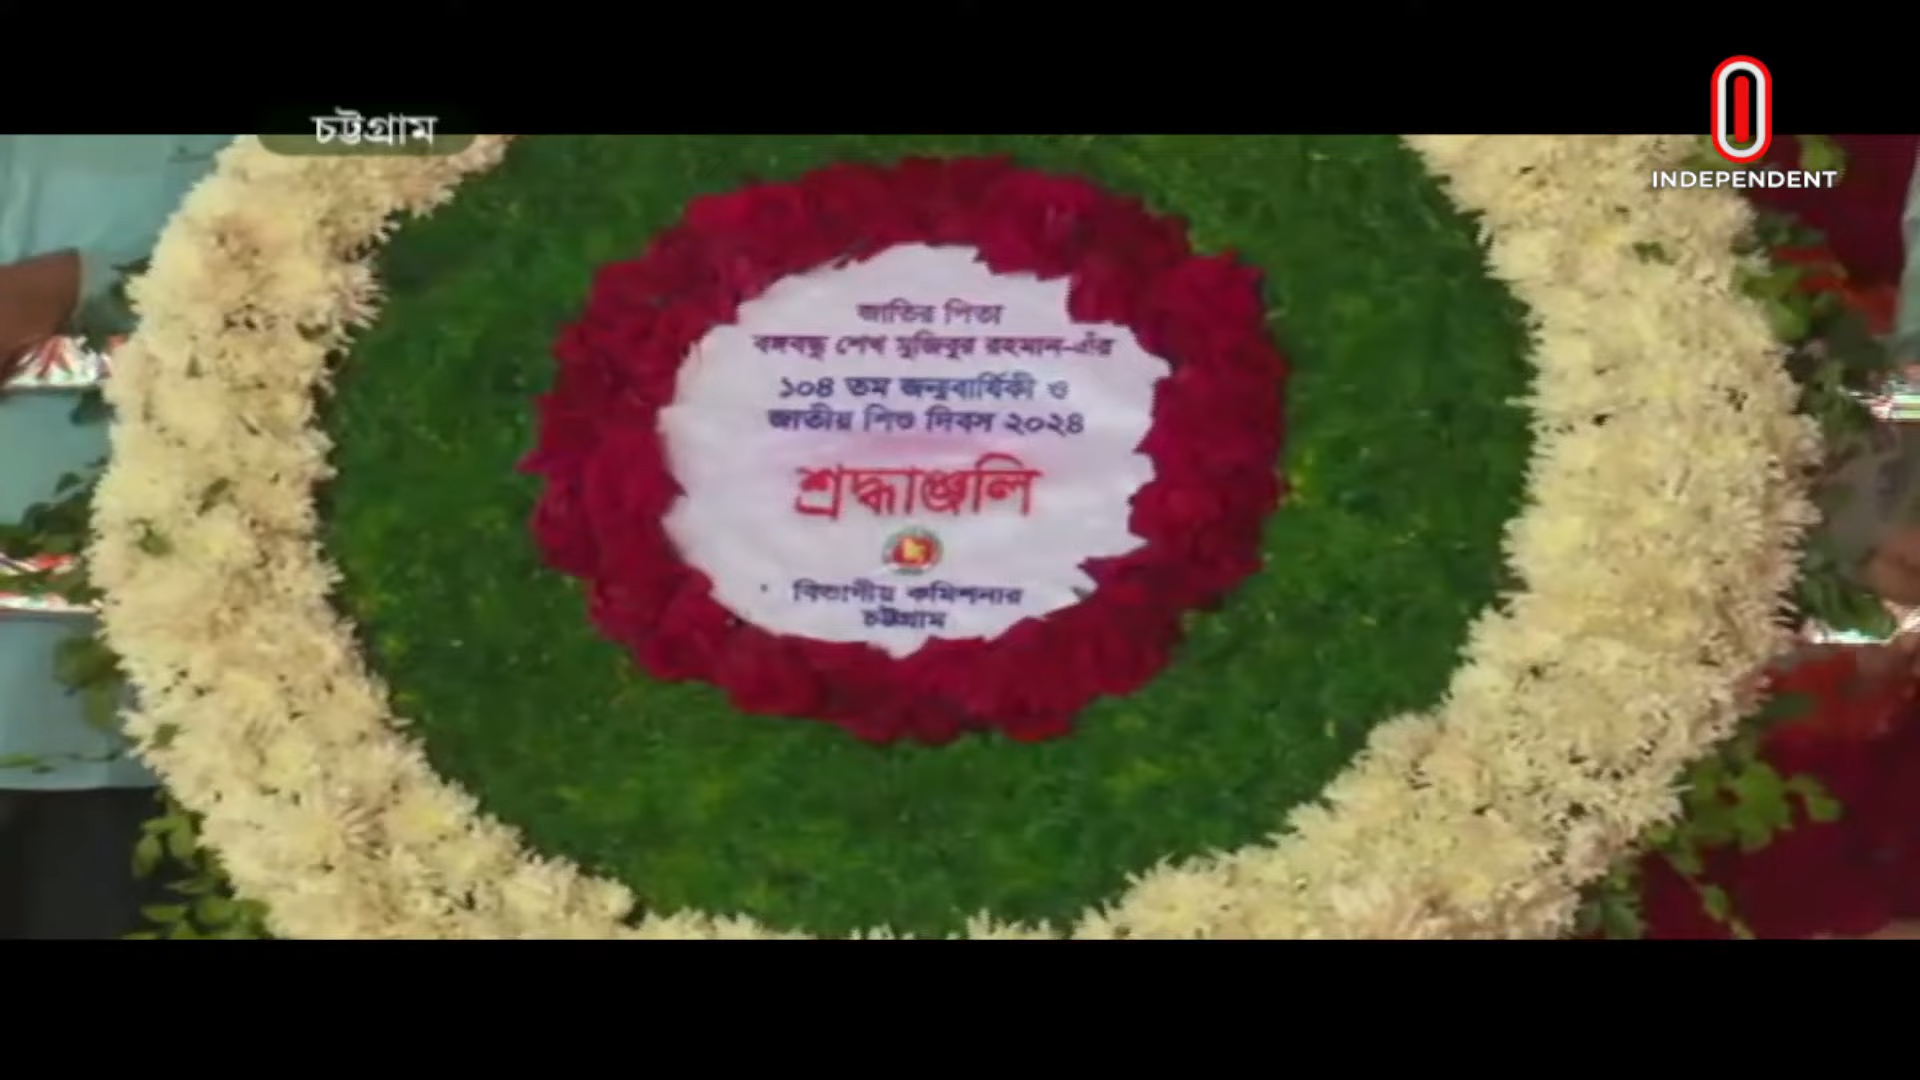 চট্টগ্রাম
INDEPENDENT
জাতির পিতা
বঙ্গবন্ধু শেখ মুজিবুর রহমান-এঁর
১০৪ তম জন্মবার্ষিকী ও
জাতীয় শিশু দিবস ২০২৪
শ্রদ্ধাঞ্জলি
বিভাগীয় কমিশনার
চট্টগ্রাম